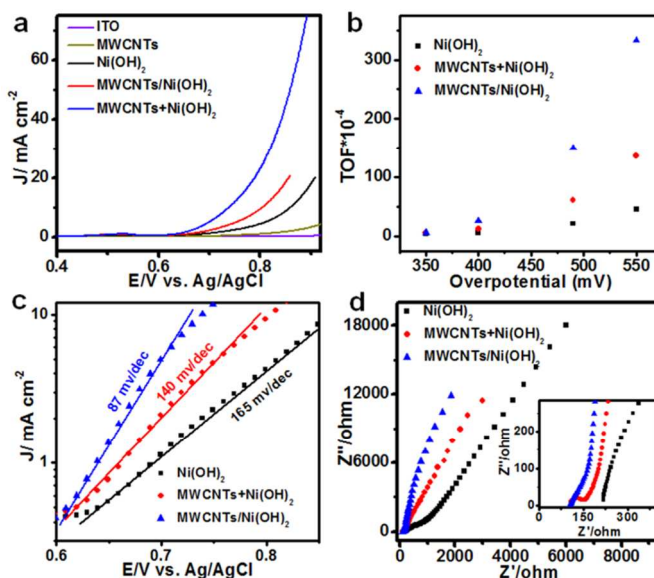 a
ITO
MWCNTs
Ni(OH)2
MWCNTs/Ni(OH)2
MWCNTs+Ni(OH)2
J/ mA cm-2
60
40
20
0
0.4 0.6 0.8
E/V vs. Ag/AgCl
b
Ni(OH)2
MWCNTs+Ni(OH)2
MWCNTs/Ni(OH)2
TOF*10-4
350
300
150
100
50
0
350 400 450 500 550
Overpotential (mV)
c
87 mv/dec
140 mv/dec
165 mv/dec
Ni(OH)2
MWCNTs+Ni(OH)2
MWCNTs/Ni(OH)2
J/ mA cm-2
10
1
0.6 0.7 0.8
E/V vs. Ag/AgCl
d
Ni(OH)2
MWCNTs+Ni(OH)2
MWCNTs/Ni(OH)2
Z''/ohm
18000
12000
6000
0
0 2000 4000 6000 8000
Z'/ohm
Z''/ohm
200
100
0
0 150 300
Z'/ohm